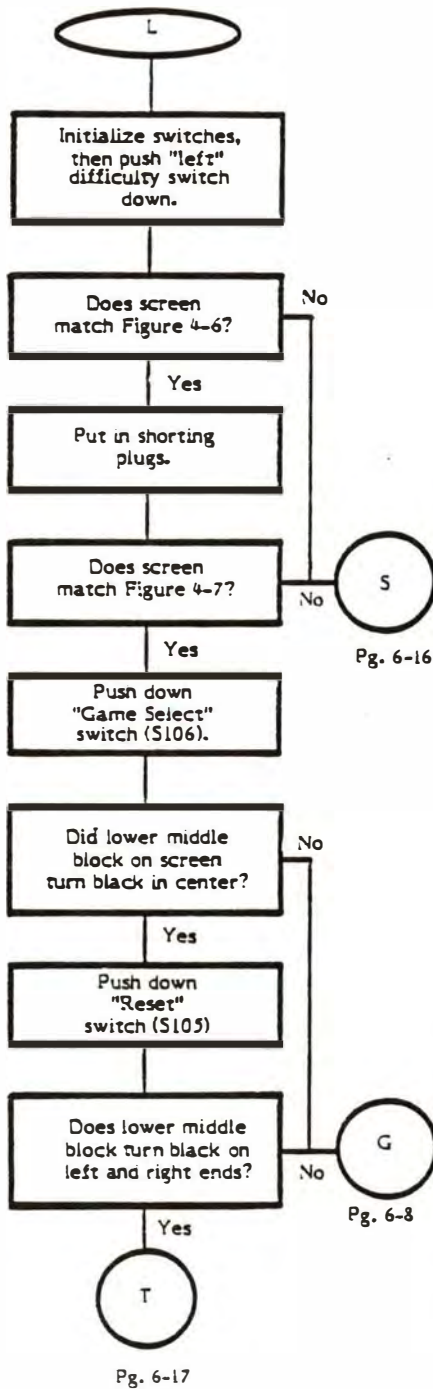 L
Initialize switches,
then push "left"
difficulty switch
down.
Does screen
match Figure 4-6?
No
Yes
Put in shorting
plugs.
Does screen
match Figure 4-7?
No
S
Pg. 6-16
Yes
Push down
"Game Select"
switch (S106).
Did lower middle
block on screen
turn black in center?
No
Yes
Push down
"Reset"
switch (S105)
Does lower middle
block turn black on
left and right ends?
No
G
Pg. 6-8
Yes
T
Pg. 6-17